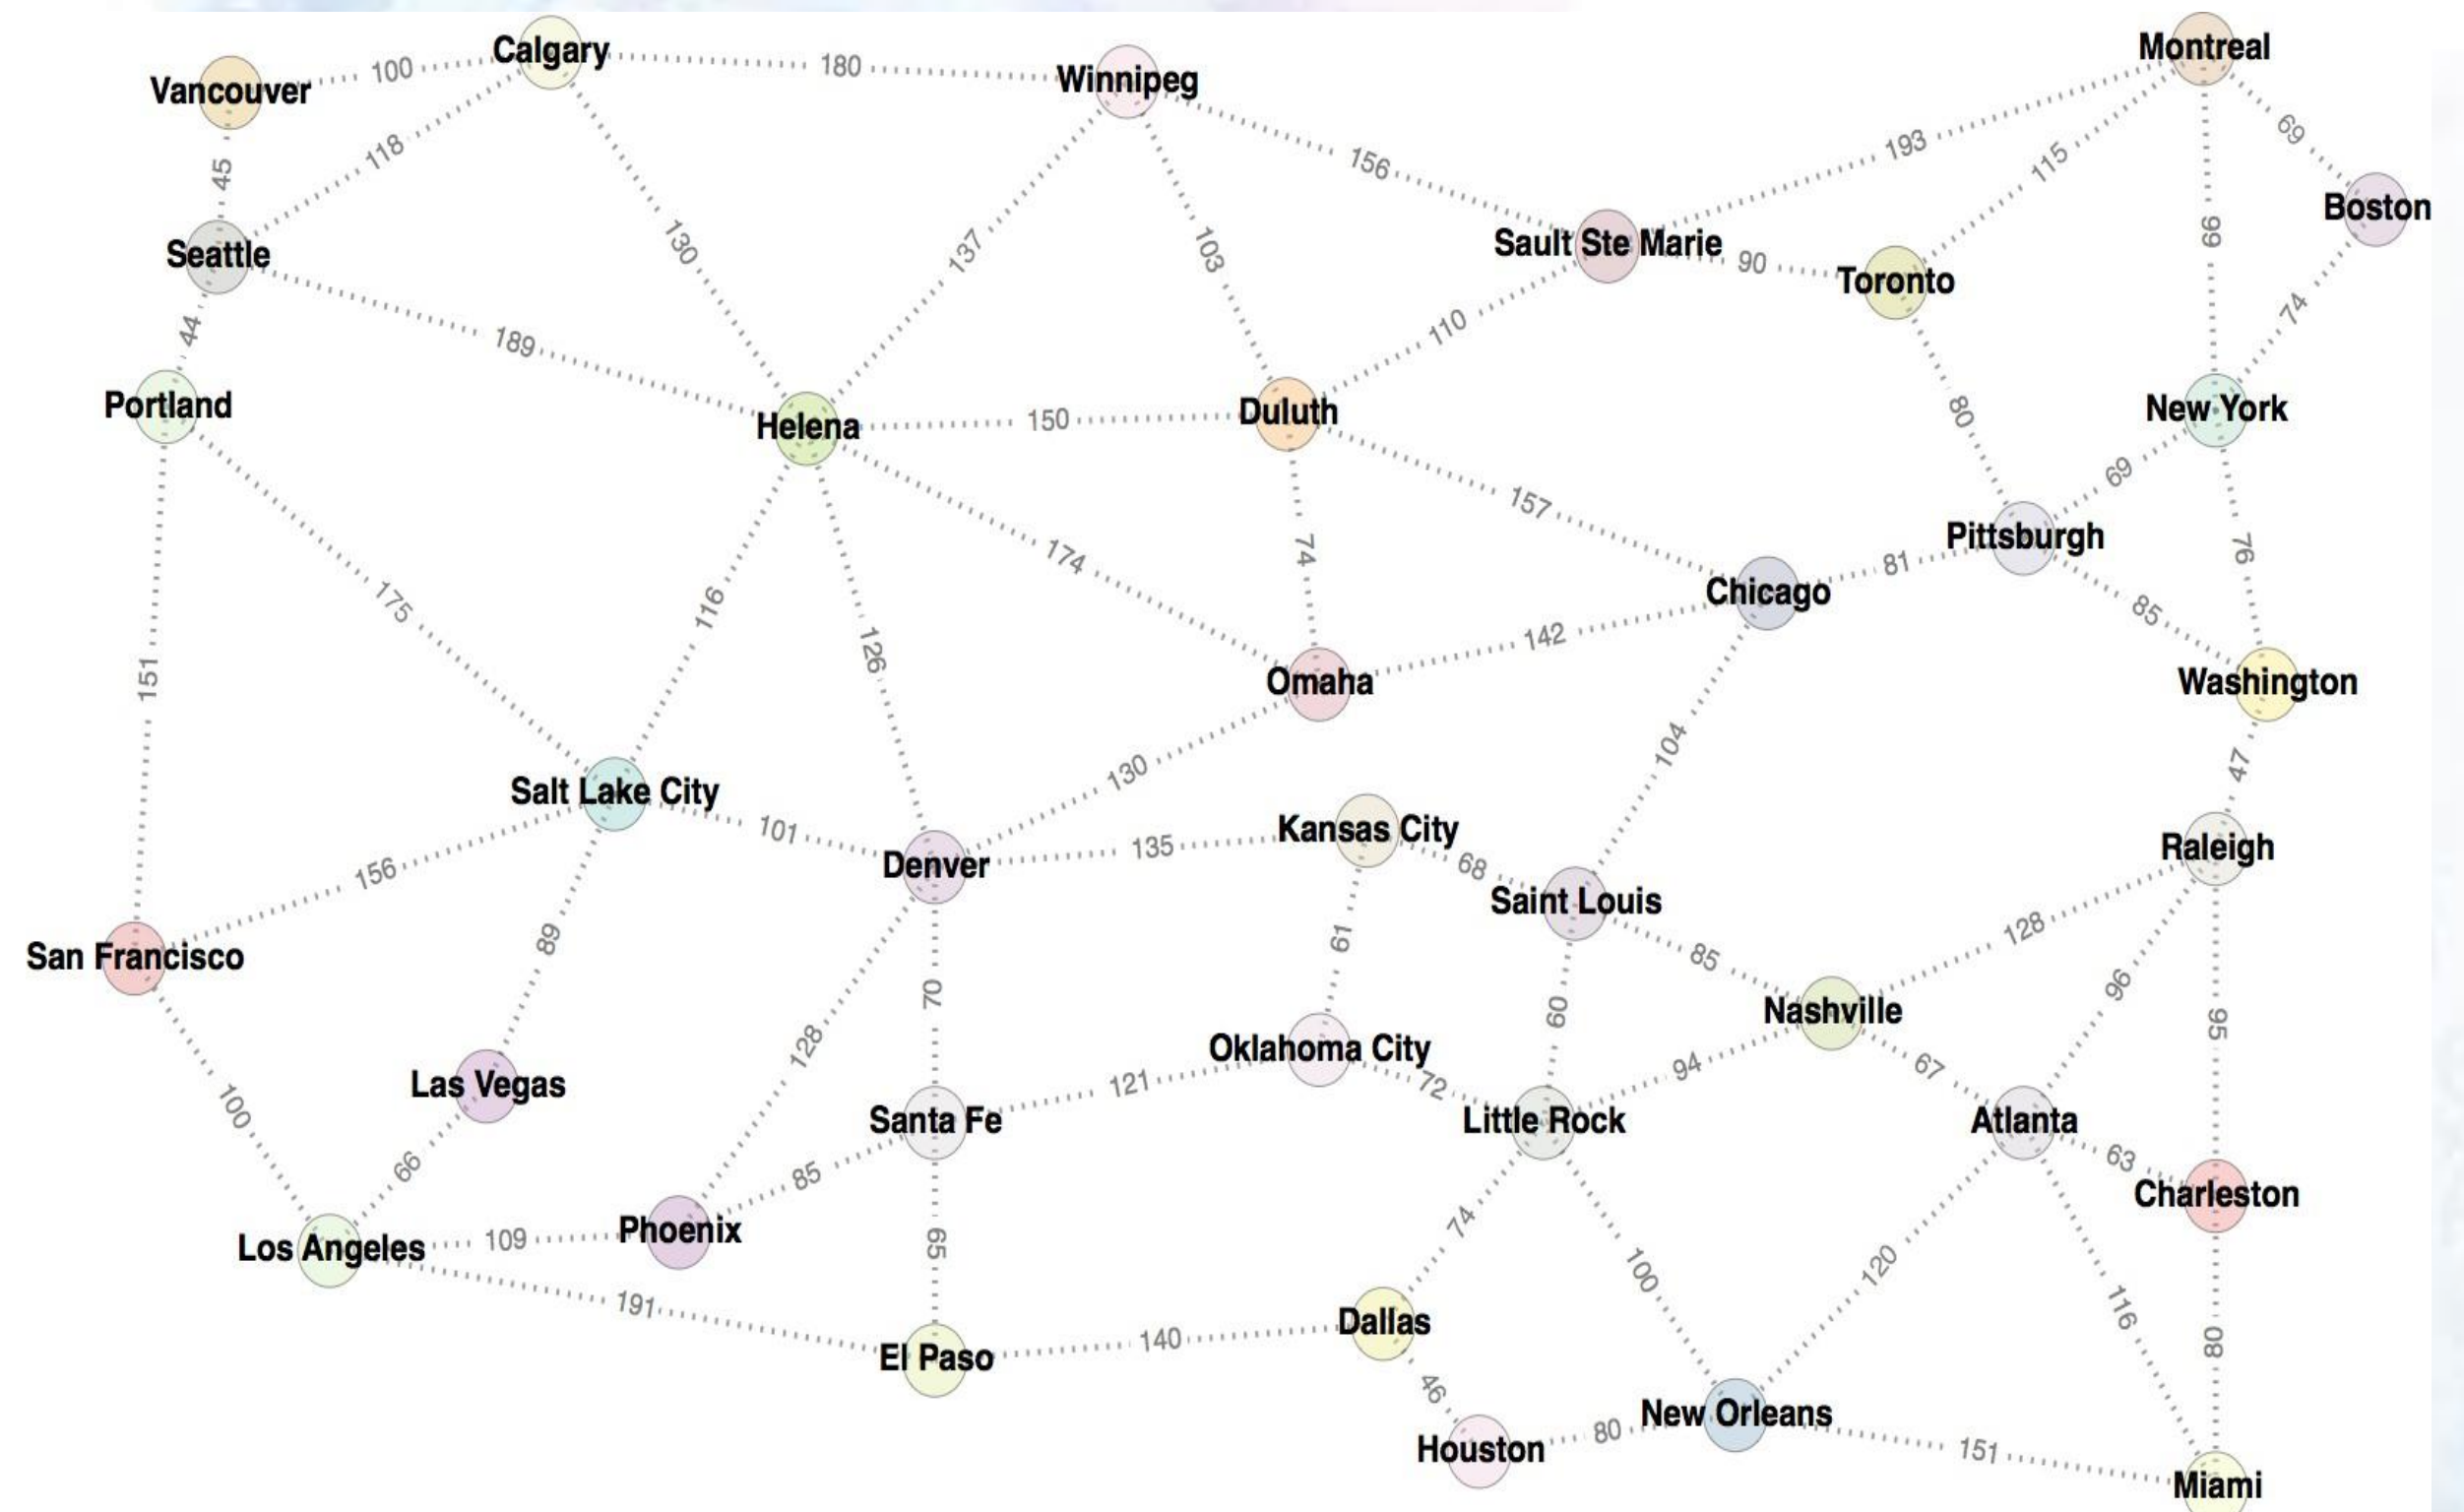 Vancouver
100
Calgary
180
Winnipeg
Montreal
45
118
130
137
103
156
193
115
69
99
Boston
Seattle
Sault Ste Marie
90
Toronto
44
189
110
74
80
Portland
Helena
150
Duluth
New York
69
157
76
175
174
74
Pittsburgh
81
85
116
126
Chicago
142
151
Omaha
Washington
104
47
130
Salt Lake City
101
Denver
135
Kansas City
68
Saint Louis
Raleigh
156
89
61
85
128
San Francisco
70
96
95
60
Nashville
128
Oklahoma City
72
94
67
100
Las Vegas
121
Santa Fe
Little Rock
Atlanta
66
85
63
Charleston
Phoenix
74
Los Angeles
109
65
100
120
191
116
80
Dallas
El Paso
140
46
New Orleans
80
Houston
151
Miami